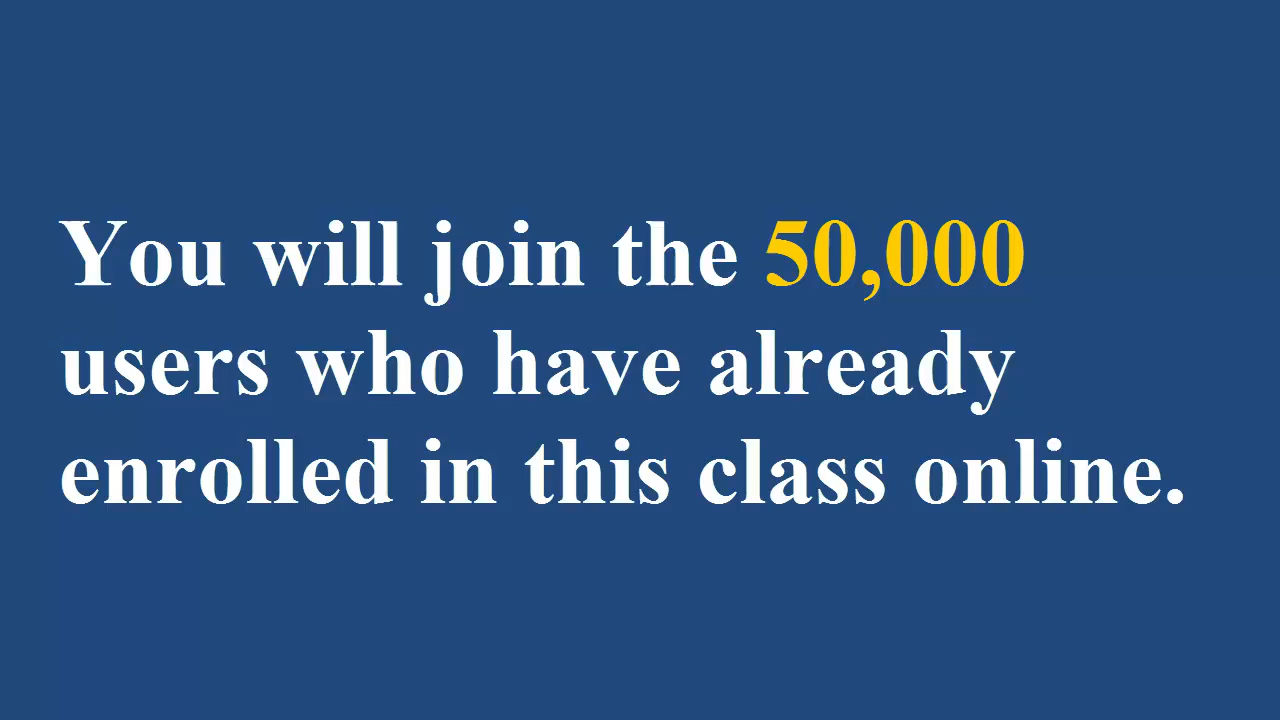 You will join the 50,000
users who have already
enrolled in this class online.